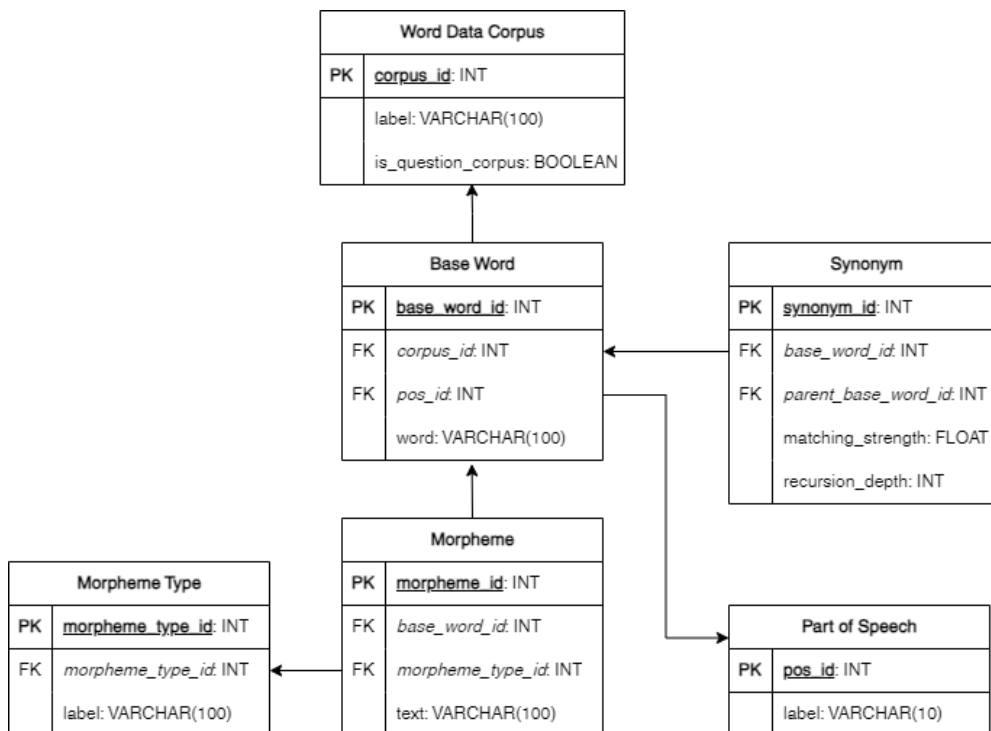 Word Data Corpus
PK corpus_id: INT
label: VARCHAR(100)
is_question_corpus: BOOLEAN
Base Word
PK base_word_id: INT
FK corpus_id: INT
FK pos_id: INT
word: VARCHAR(100)
Synonym
PK synonym_id: INT
FK base_word_id: INT
FK parent_base_word_id: INT
matching_strength: FLOAT
recursion_depth: INT
Morpheme Type
PK morpheme_type_id: INT
FK morpheme_type_id: INT
label: VARCHAR(100)
Morpheme
PK morpheme_id: INT
FK base_word_id: INT
FK morpheme_type_id: INT
text: VARCHAR(100)
Part of Speech
PK pos_id: INT
label: VARCHAR(10)